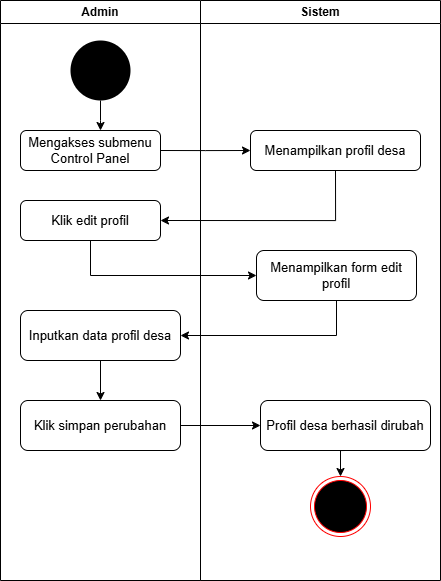 Admin
Sistem
Mengakses submenu
Control Panel
Menampilkan profil desa
Klik edit profil
Menampilkan form edit
profil
Inputkan data profil desa
Klik simpan perubahan
Profil desa berhasil dirubah